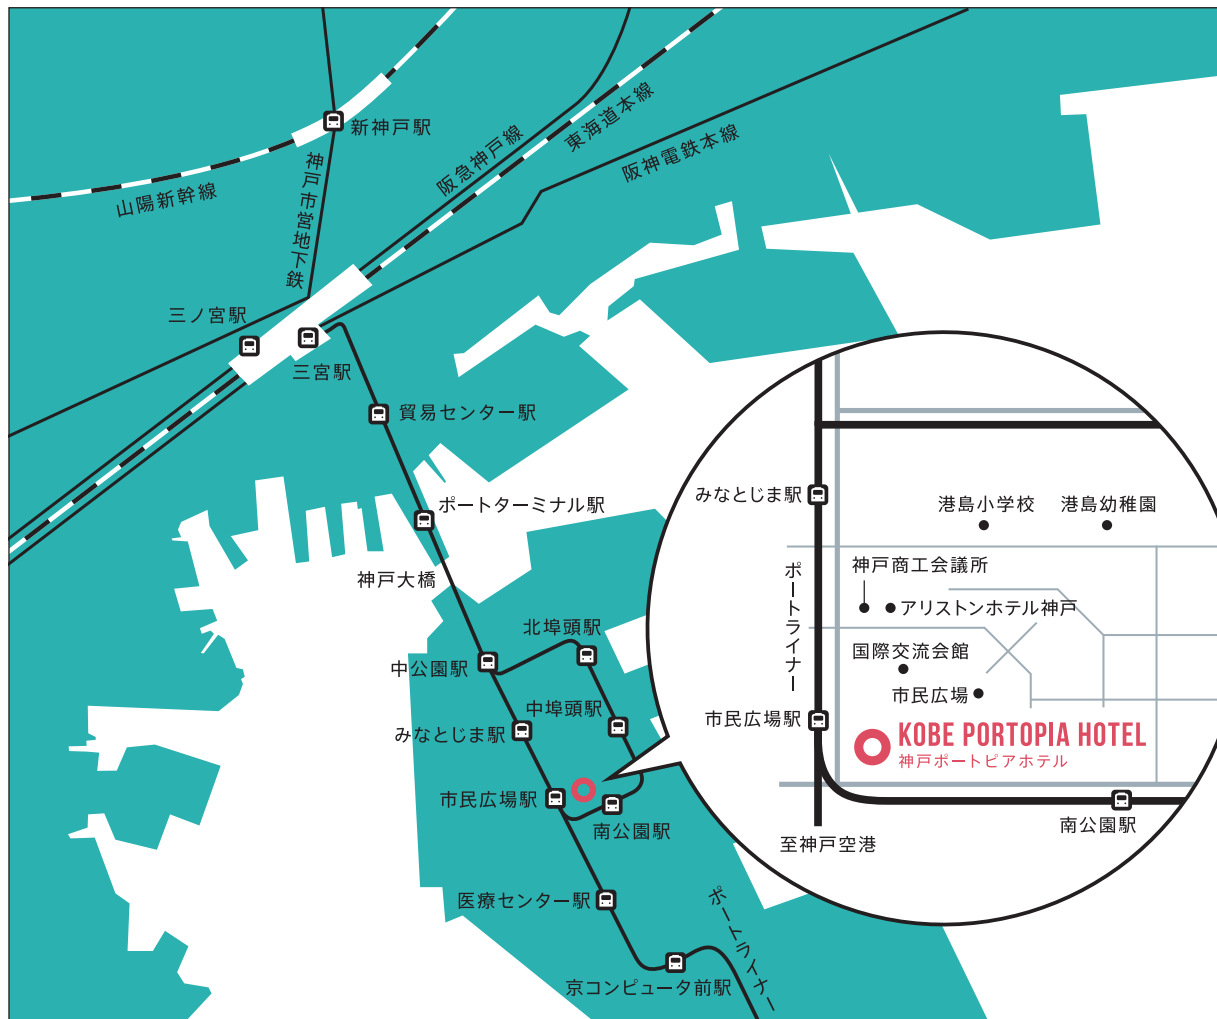 新神戸駅
山陽新幹線
神戸市営地下鉄
阪急神戸線
東海道本線
阪神電鉄本線
三ノ宮駅
三宮駅
貿易センター駅
ポートターミナル駅
神戸大橋
北埠頭駅
中公園駅
中埠頭駅
みなとじま駅
市民広場駅
南公園駅
医療センター駅
京コンピュータ前駅
ポートライナー
みなとじま駅
港島小学校
港島幼稚園
神戸商工会議所
アリストンホテル神戸
ポートライナー
国際交流会館
市民広場
市民広場駅
KOBE PORTOPIA HOTEL
神戸ポートピアホテル
南公園駅
至神戸空港